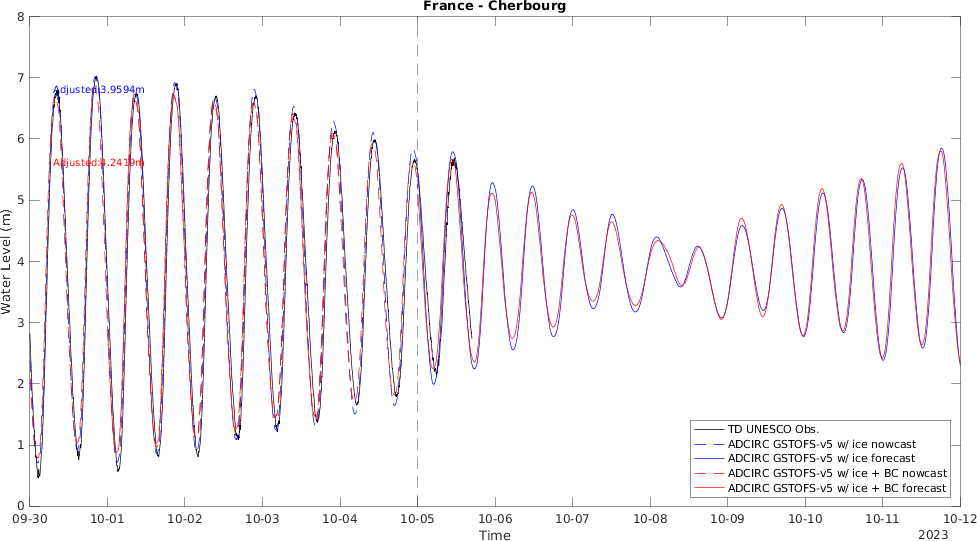 France - Cherbourg
8
7
6
5
4
3
2
1
0
Water Level (m)
Adjusted:3.9594m
Adjusted:4.2419m
09-30 10-01 10-02 10-03 10-04 10-05 10-06 10-07 10-08 10-09 10-10 10-11 10-12
2023
Time
TD UNESCO Obs.
ADCIRC GSTOFS-v5 w/ ice nowcast
ADCIRC GSTOFS-v5 w/ ice forecast
ADCIRC GSTOFS-v5 w/ ice + BC nowcast
ADCIRC GSTOFS-v5 w/ ice + BC forecast